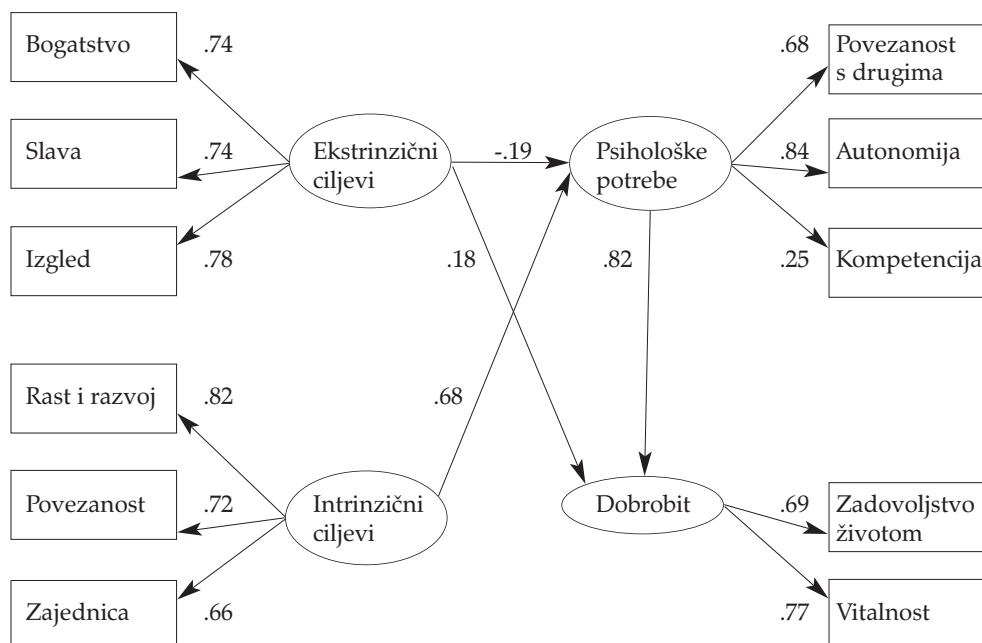 Bogatstvo
.74
Slava
.74
Izgled
.78
Ekstrinzični
ciljevi
-.19
.18
Psihološke
potrebe
.82
.68
Povezanost
s drugima
.84
Autonomija
.25
Kompetencija
Rast i razvoj
.82
Povezanost
.72
Zajednica
.66
Intrinzični
ciljevi
.68
Dobrobit
.69
Zadovoljstvo
životom
.77
Vitalnost